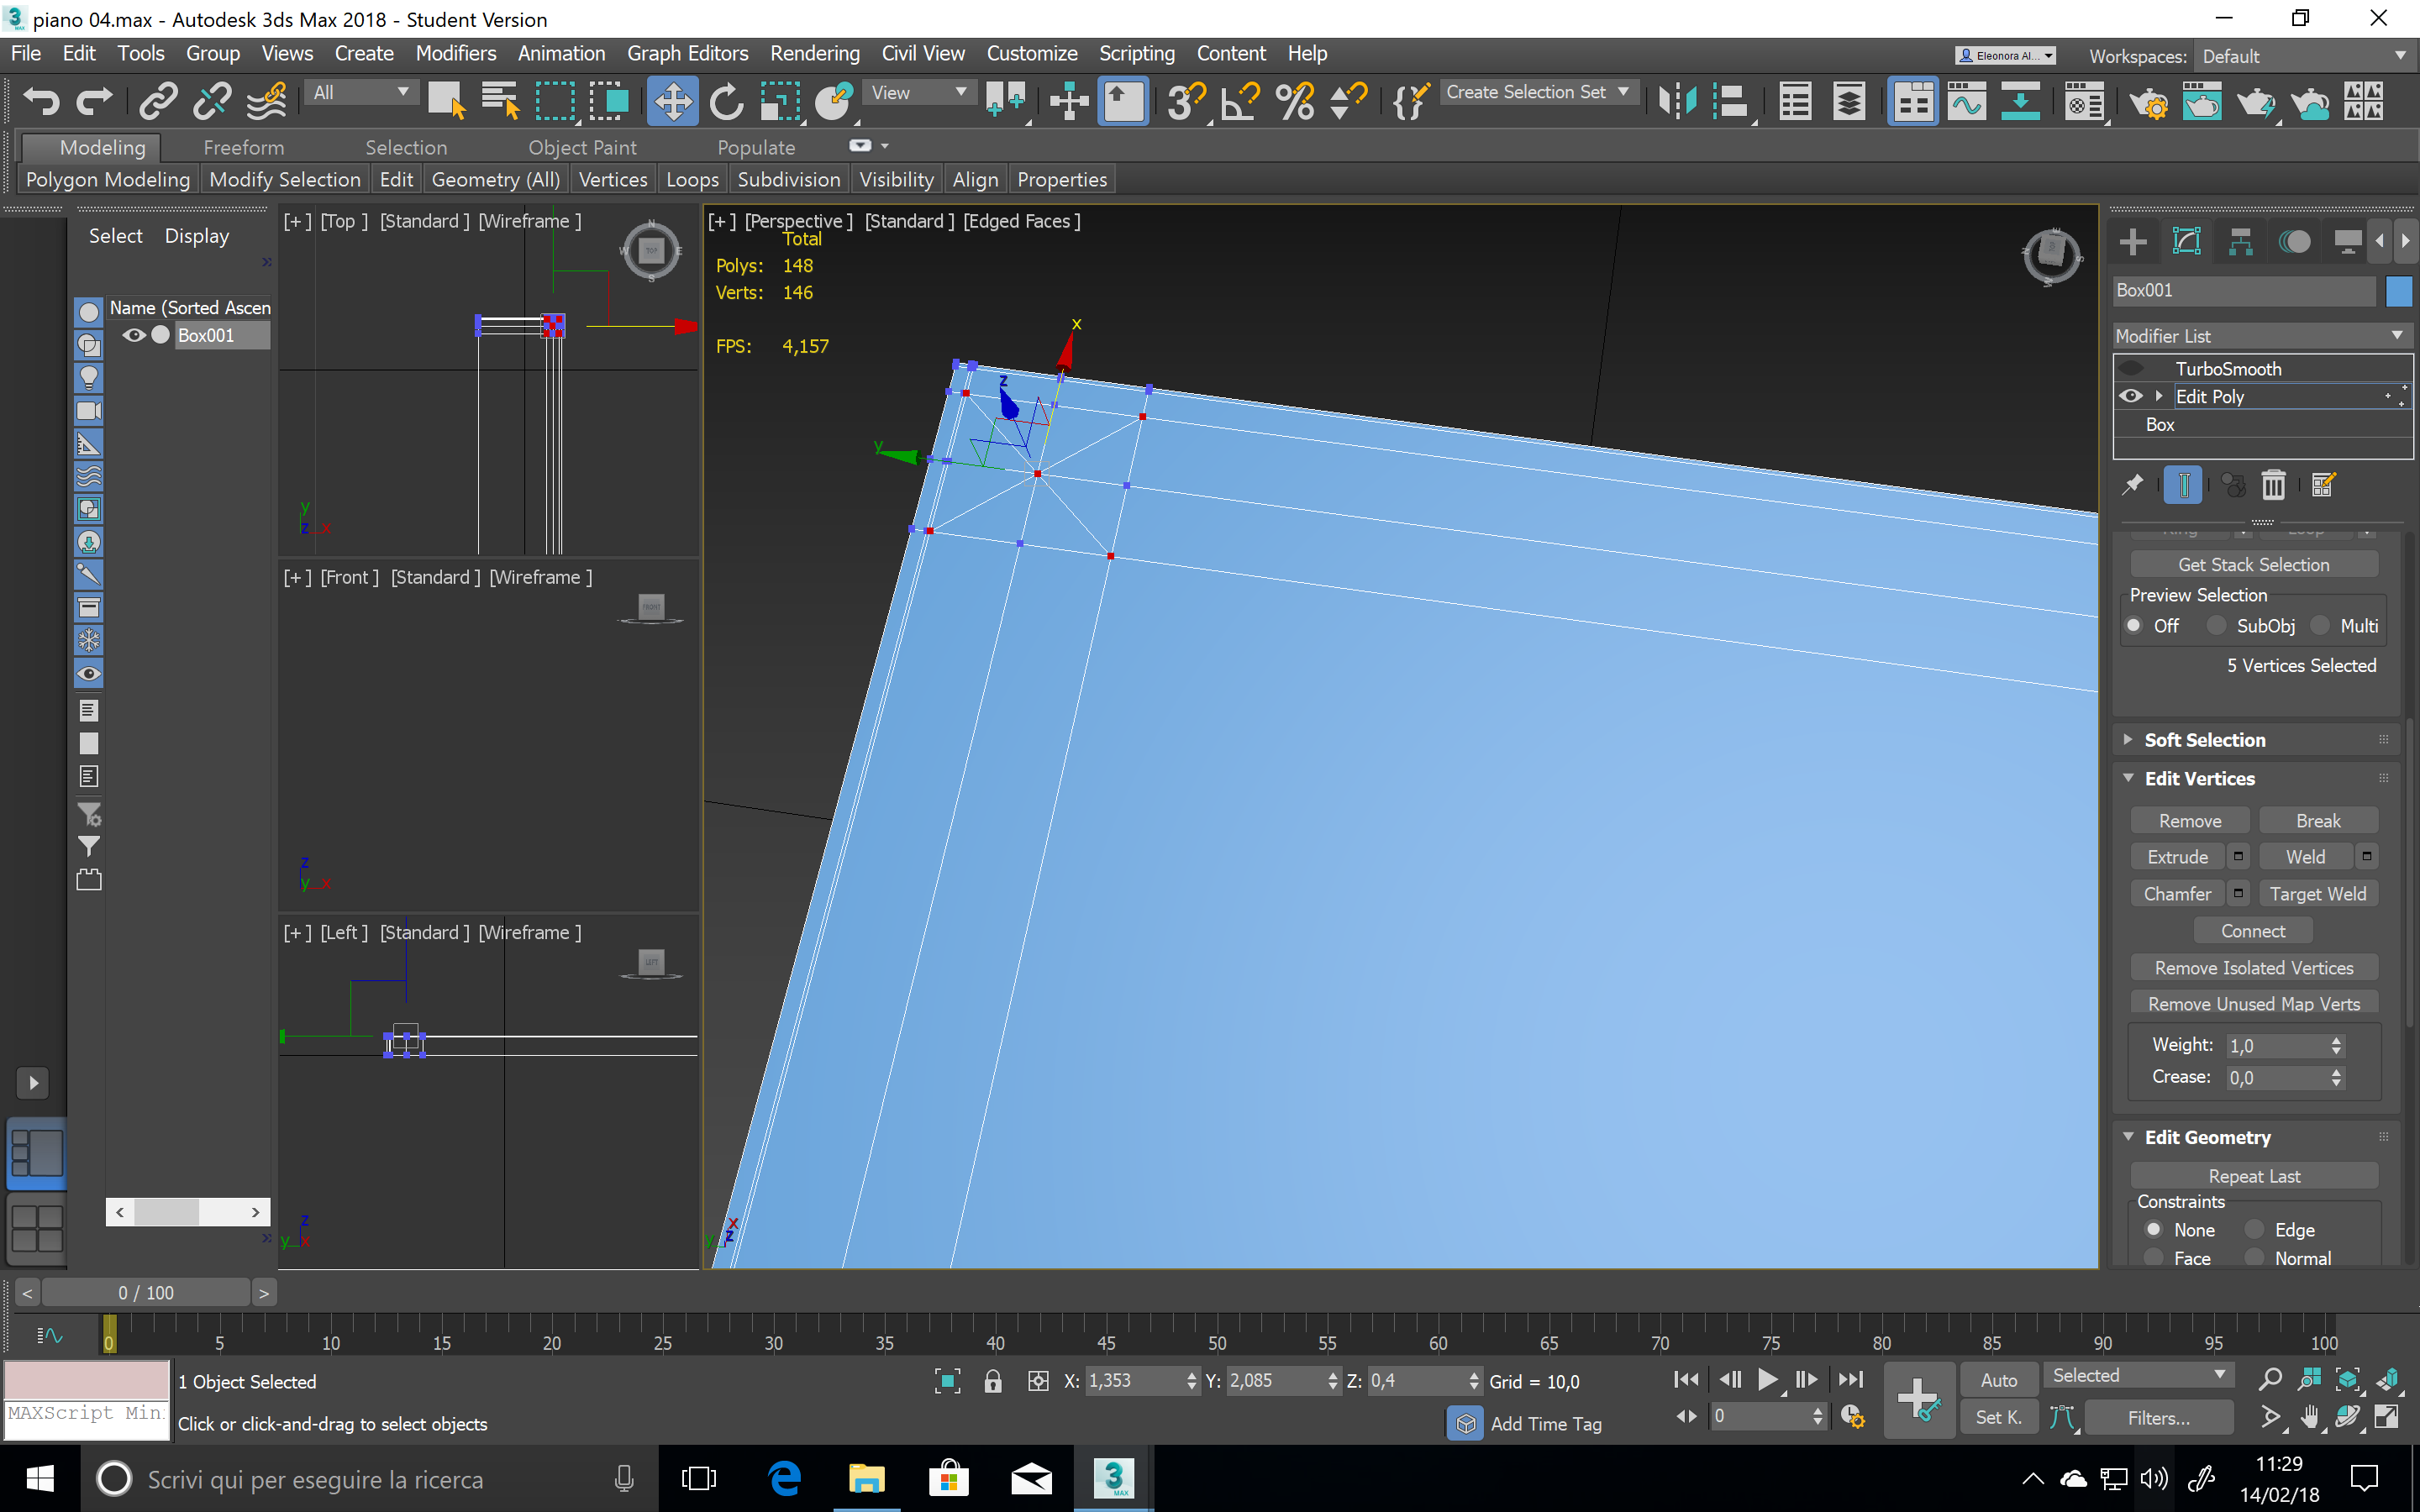 piano 04.max - Autodesk 3ds Max 2018 - Student Version
File Edit Tools Group Views Create Modifiers Animation Graph Editors Rendering Civil View Customize Scripting Content Help
Eleonora Al... Workspaces: Default
All View Create Selection Set
Modeling Freeform Selection Object Paint Populate
Polygon Modeling Modify Selection Edit Geometry (All) Vertices Loops Subdivision Visibility Align Properties
Select Display
Name (Sorted Ascen
Box001
[+] [Top] [Standard] [Wireframe]
N
W TOP E
S
y
z x
[+] [Front] [Standard] [Wireframe]
FRONT
z
y x
[+] [Left] [Standard] [Wireframe]
LEFT
z
y x
[+] [Perspective] [Standard] [Edged Faces]
Total
Polys: 148
Verts: 146
FPS: 4,157
x
z
y
x
y z
Box001
Modifier List
TurboSmooth
Edit Poly
Box
Get Stack Selection
Preview Selection
Off SubObj Multi
5 Vertices Selected
Soft Selection
Edit Vertices
Remove Break
Extrude Weld
Chamfer Target Weld
Connect
Remove Isolated Vertices
Remove Unused Map Verts
Weight: 1,0
Crease: 0,0
Edit Geometry
Repeat Last
Constraints
None Edge
Face Normal
< 0 / 100 >
0 5 10 15 20 25 30 35 40 45 50 55 60 65 70 75 80 85 90 95 100
1 Object Selected
X: 1,353 Y: 2,085 Z: 0,4 Grid = 10,0
Auto Selected
MAXScript Min
Click or click-and-drag to select objects
Add Time Tag
0
Set K. Filters...
Scrivi qui per eseguire la ricerca
3
MAX
11:29
14/02/18